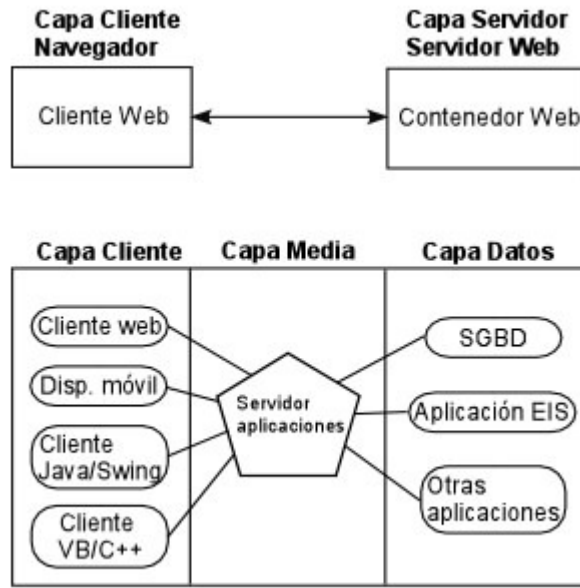 Capa Cliente
Navegador
Capa Servidor
Servidor Web
Cliente Web
Contenedor Web
Capa Cliente
Capa Media
Capa Datos
Cliente web
Disp. móvil
Cliente
Java/Swing
Cliente
VB/C++
Servidor
aplicaciones
SGBD
Aplicación EIS
Otras
aplicaciones